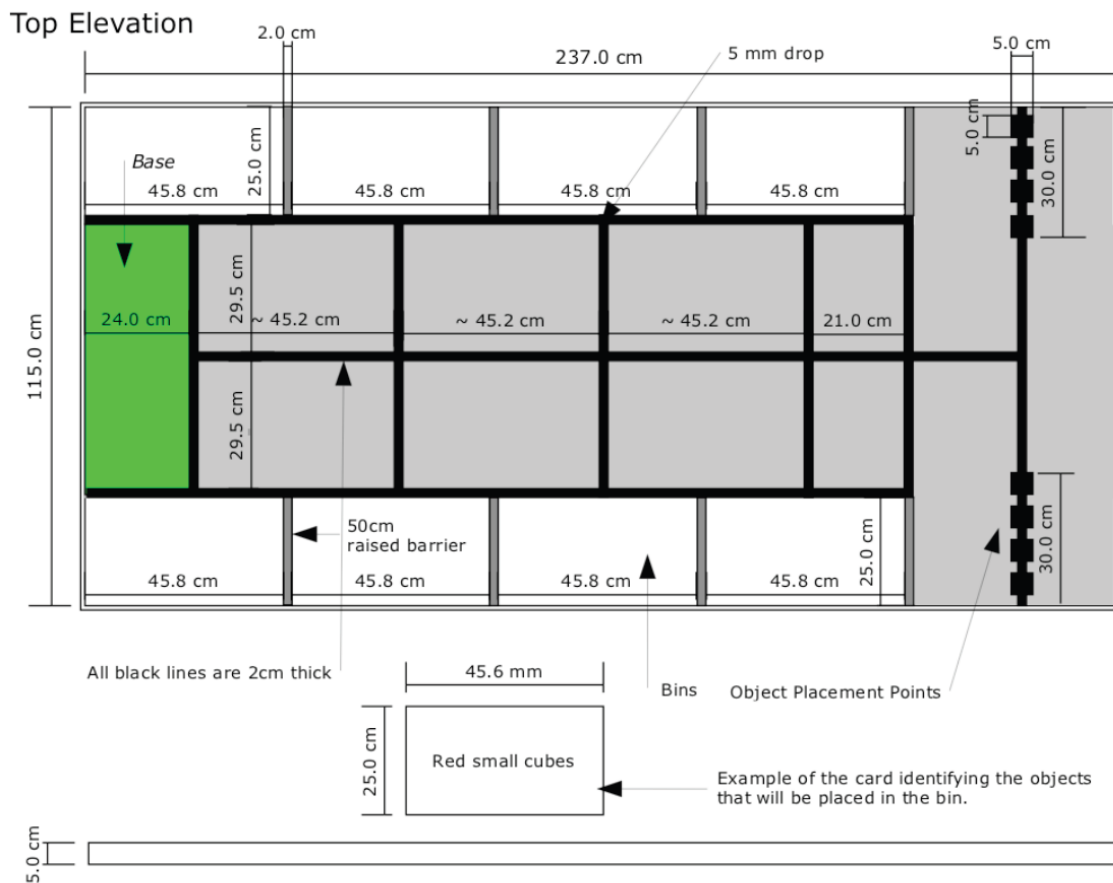 Top Elevation
2.0 cm
237.0 cm
5 mm drop
5.0 cm
5.0 cm
30.0 cm
25.0 cm
Base
45.8 cm
45.8 cm
45.8 cm
45.8 cm
115.0 cm
29.5 cm
24.0 cm
~ 45.2 cm
~ 45.2 cm
~ 45.2 cm
21.0 cm
29.5 cm
50cm
raised barrier
25.0 cm
30.0 cm
45.8 cm
45.8 cm
45.8 cm
45.8 cm
All black lines are 2cm thick
45.6 mm
Bins
Object Placement Points
25.0 cm
Red small cubes
Example of the card identifying the objects
that will be placed in the bin.
5.0 cm